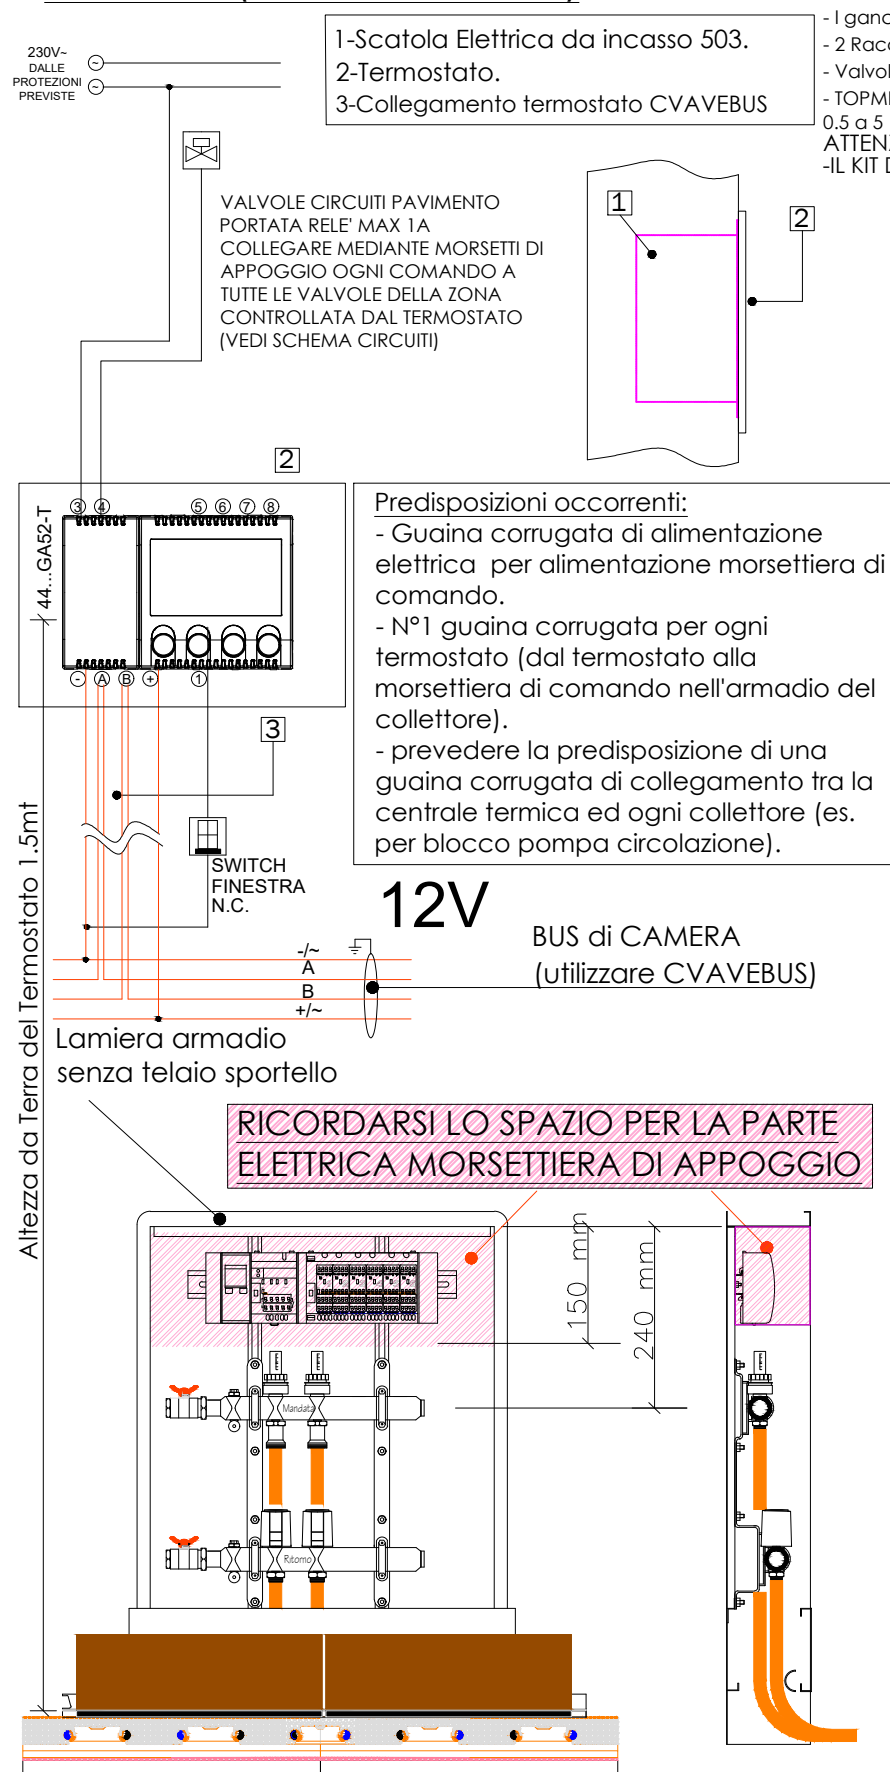 1-Scatola Elettrica da incasso 503.
2-Termostato.
3-Collegamento termostato CVAVEBUS
- 2 Racc
- Valvol
0.5 a 5
-IL KIT D
230V~
DALLE
PROTEZIONI
PREVISTE
~
~
VALVOLE CIRCUITI PAVIMENTO
PORTATA RELE' MAX 1A
COLLEGARE MEDIANTE MORSETTI DI
APPOGGIO OGNI COMANDO A
TUTTE LE VALVOLE DELLA ZONA
CONTROLLATA DAL TERMOSTATO
(VEDI SCHEMA CIRCUITI)
1
2
2
3 4 5 6 7 8
44...GA52-T
- A B + 1
3
SWITCH
FINESTRA
N.C.
Predisposizioni occorrenti:
- Guaina corrugata di alimentazione
elettrica per alimentazione morsettiera di
comando.
- N°1 guaina corrugata per ogni
termostato (dal termostato alla
morsettiera di comando nell'armadio del
collettore).
- prevedere la predisposizione di una
guaina corrugata di collegamento tra la
centrale termica ed ogni collettore (es.
per blocco pompa circolazione).
12V
-/~
A
B
+/~
BUS di CAMERA
(utilizzare CVAVEBUS)
Altezza da Terra del Termostato 1.5mt
Lamiera armadio
senza telaio sportello
RICORDARSI LO SPAZIO PER LA PARTE
ELETTRICA MORSETTIERA DI APPOGGIO
150 mm
240 mm
Mandata
Ritorno